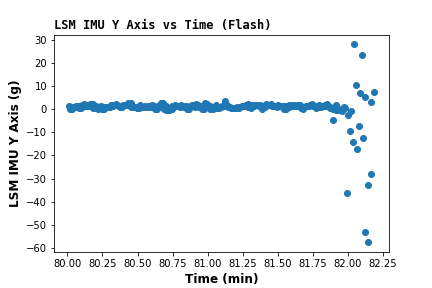 LSM IMU Y Axis vs Time (Flash)
30
20
10
0
−10
−20
−30
−40
−50
−60
LSM IMU Y Axis (g)
80.00 80.25 80.50 80.75 81.00 81.25 81.50 81.75 82.00 82.25
Time (min)